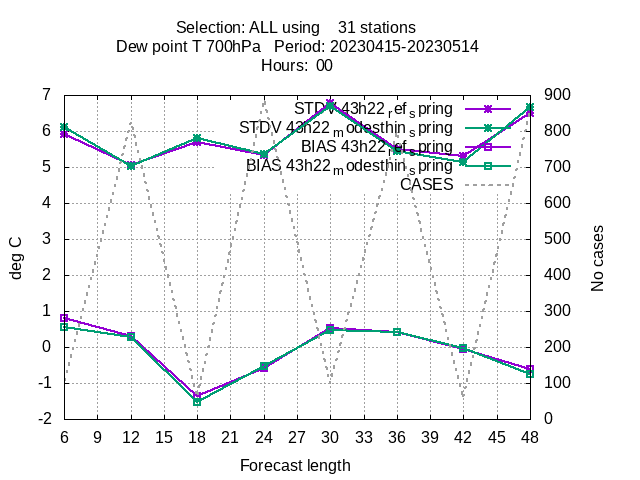 Selection: ALL using    31 stations
Dew point T 700hPa   Period: 20230415-20230514
Hours:  00
STDV 43h22_ref_spring
STDV 43h22_modesthin_spring
BIAS 43h22_ref_spring
BIAS 43h22_modesthin_spring
CASES
deg C
7
6
5
4
3
2
1
0
-1
-2
No cases
900
800
700
600
500
400
300
200
100
0
6 9 12 15 18 21 24 27 30 33 36 39 42 45 48
Forecast length